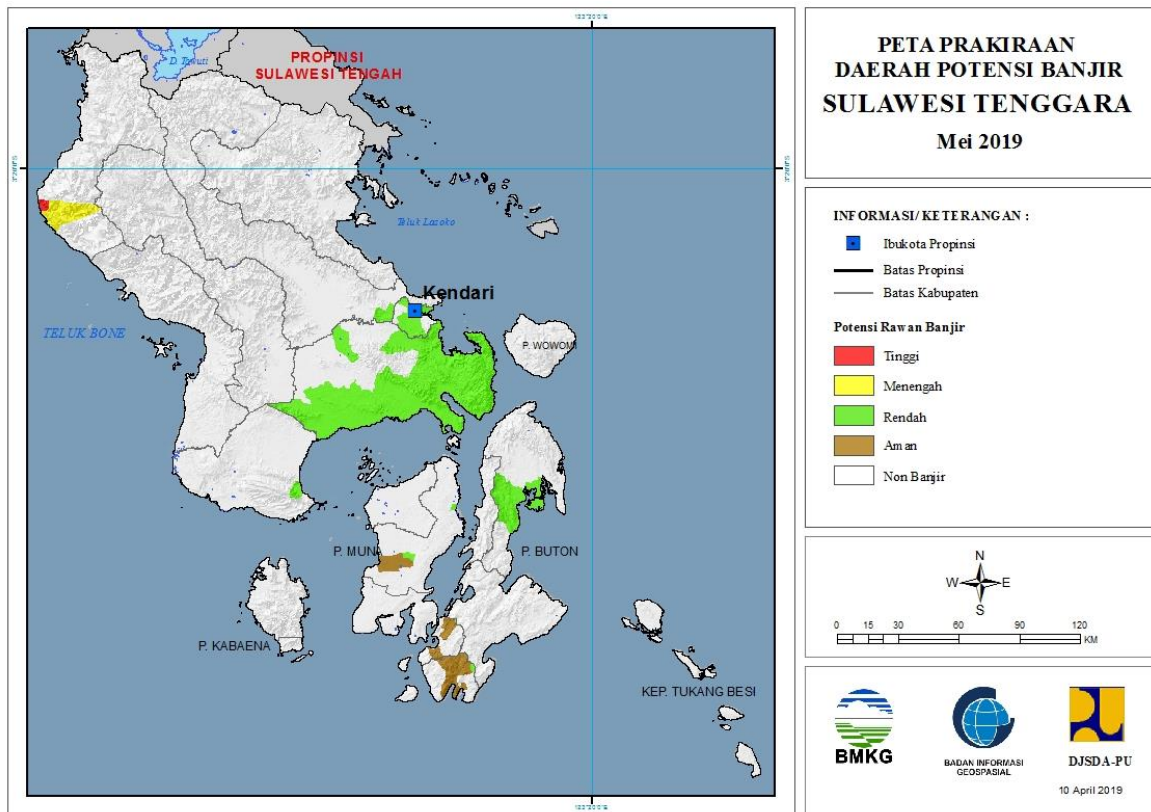 PETA PRAKIRAAN
DAERAH POTENSI BANJIR
SULAWESI TENGGARA
Mei 2019
INFORMASI/ KETERANGAN :
Ibukota Propinsi
Batas Propinsi
Batas Kabupaten
Potensi Rawan Banjir
Tinggi
Menengah
Rendah
Aman
Non Banjir
N
W E
S
0 15 30 60 90 120
KM
BMKG
BADAN INFORMASI
GEOSPASIAL
DJSDA-PU
10 April 2019
PROPINSI
SULAWESI TENGAH
Teluk Lasoko
Kendari
TELUK BONE
P. WOWONI
P. MUNA
P. BUTON
P. KABAENA
KEP. TUKANG BESI